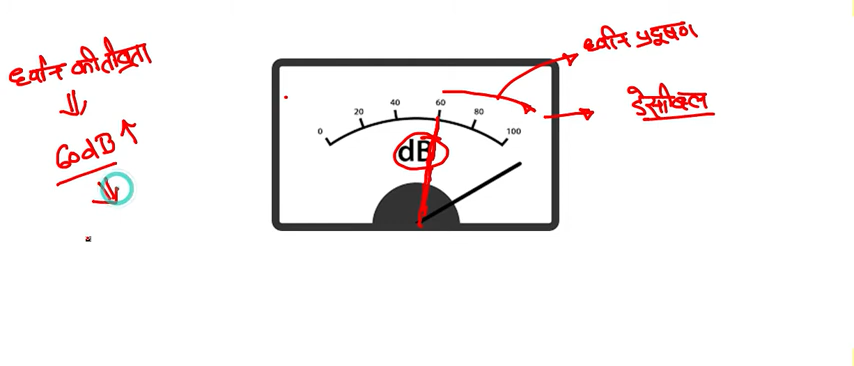 ध्वनि की तीव्रता
60dB ↑
0 20 40 60 80 100
dB
ध्वनि प्रदूषण
डेसीबल